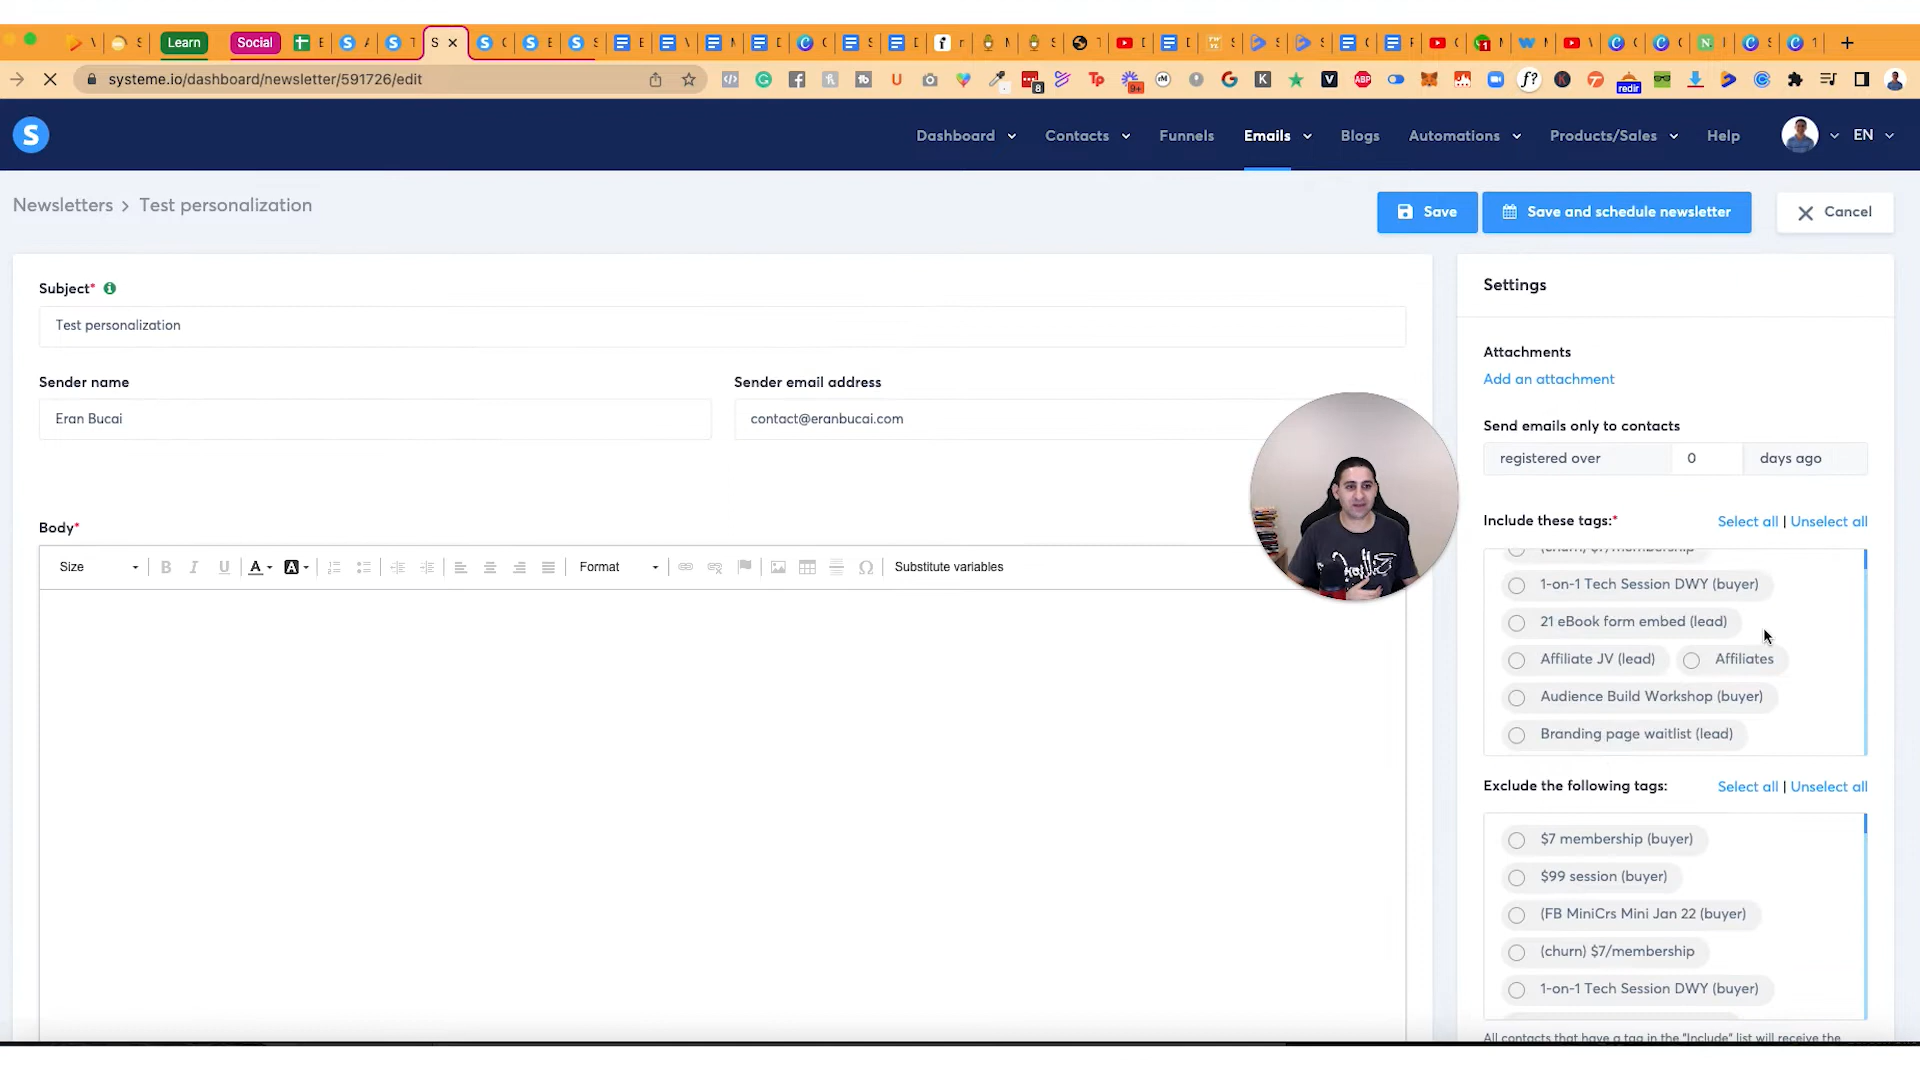 Learn
Social
systeme.io/dashboard/newsletter/591726/edit
S
Dashboard
Contacts
Funnels
Emails
Blogs
Automations
Products/Sales
Help
EN
Newsletters > Test personalization
Save
Save and schedule newsletter
Cancel
Subject*
Test personalization
Sender name
Sender email address
Eran Bucai
contact@eranbucai.com
Body*
Size
B I U A A
Format
Substitute variables
Settings
Attachments
Add an attachment
Send emails only to contacts
registered over 0 days ago
Include these tags:* Select all | Unselect all
(churn) $7/membership
1-on-1 Tech Session DWY (buyer)
21 eBook form embed (lead)
Affiliate JV (lead) Affiliates
Audience Build Workshop (buyer)
Branding page waitlist (lead)
Exclude the following tags: Select all | Unselect all
$7 membership (buyer)
$99 session (buyer)
(FB MiniCrs Mini Jan 22 (buyer)
(churn) $7/membership
1-on-1 Tech Session DWY (buyer)
All contacts that have a tag in the "Include" list will receive the